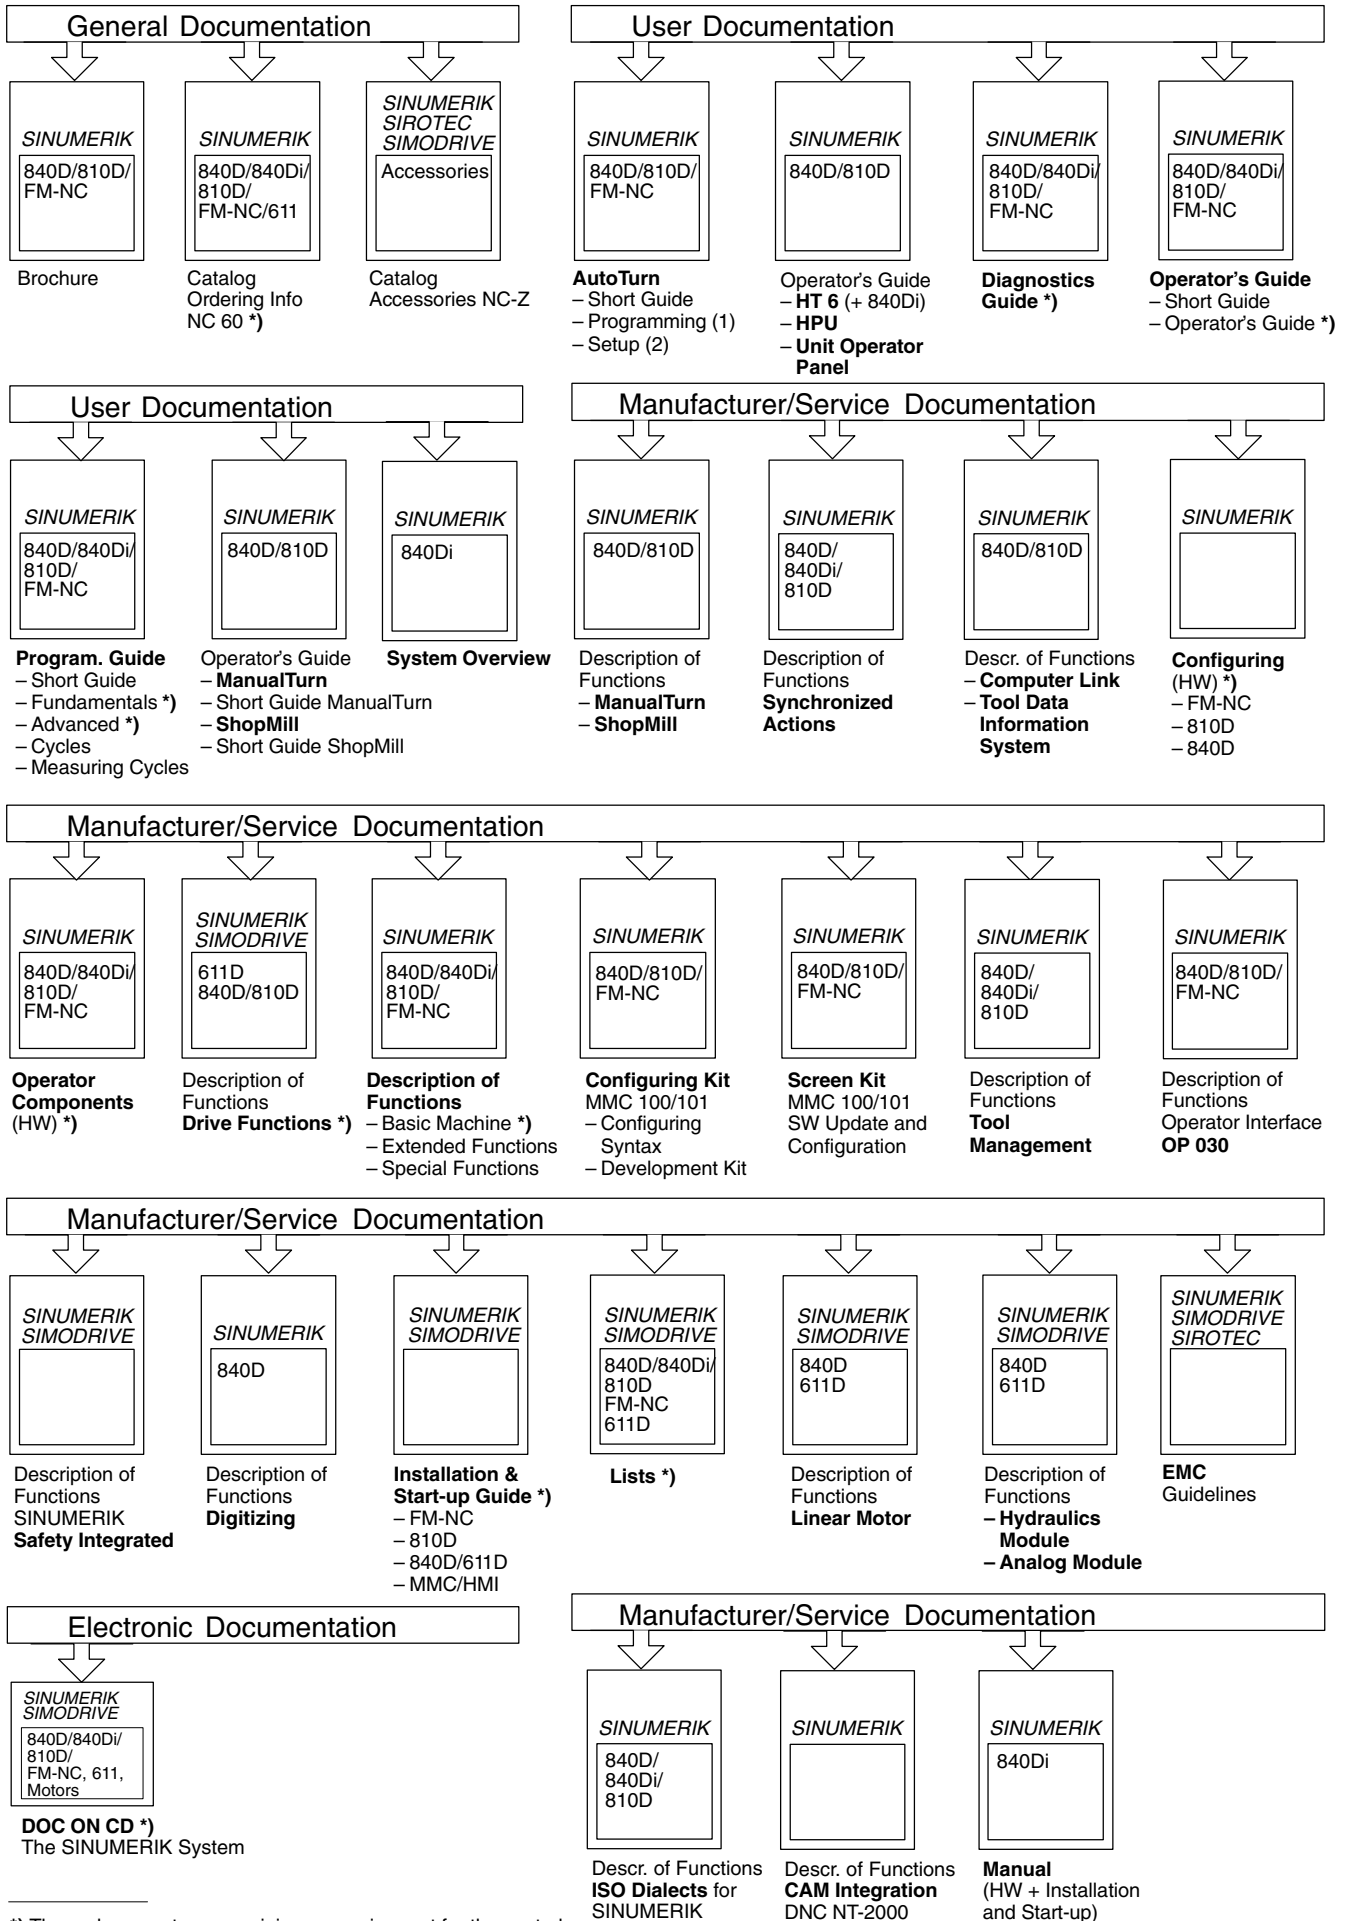 General Documentation
SINUMERIK
840D/810D/
FM-NC
Brochure
SINUMERIK
840D/840Di/
810D/
FM-NC/611
Catalog
Ordering Info
NC 60 *)
SINUMERIK
SIROTEC
SIMODRIVE
Accessories
Catalog
Accessories NC-Z
User Documentation
SINUMERIK
840D/810D/
FM-NC
AutoTurn
– Short Guide
– Programming (1)
– Setup (2)
SINUMERIK
840D/810D
Operator's Guide
– HT 6 (+ 840Di)
– HPU
– Unit Operator
Panel
SINUMERIK
840D/840Di/
810D/
FM-NC
Diagnostics
Guide *)
SINUMERIK
840D/840Di/
810D/
FM-NC
Operator's Guide
– Short Guide
– Operator's Guide *)
User Documentation
SINUMERIK
840D/840Di/
810D/
FM-NC
Program. Guide
– Short Guide
– Fundamentals *)
– Advanced *)
– Cycles
– Measuring Cycles
SINUMERIK
840D/810D
Operator's Guide
– ManualTurn
– Short Guide ManualTurn
– ShopMill
– Short Guide ShopMill
SINUMERIK
840Di
System Overview
Manufacturer/Service Documentation
SINUMERIK
840D/810D
Description of
Functions
– ManualTurn
– ShopMill
SINUMERIK
840D/
840Di/
810D
Description of
Functions
Synchronized
Actions
SINUMERIK
840D/810D
Descr. of Functions
– Computer Link
– Tool Data
Information
System
SINUMERIK
Configuring
(HW) *)
– FM-NC
– 810D
– 840D
Manufacturer/Service Documentation
SINUMERIK
840D/840Di/
810D/
FM-NC
Operator
Components
(HW) *)
SINUMERIK
SIMODRIVE
611D
840D/810D
Description of
Functions
Drive Functions *)
SINUMERIK
840D/840Di/
810D/
FM-NC
Description of
Functions
– Basic Machine *)
– Extended Functions
– Special Functions
SINUMERIK
840D/810D/
FM-NC
Configuring Kit
MMC 100/101
– Configuring
Syntax
– Development Kit
SINUMERIK
840D/810D/
FM-NC
Screen Kit
MMC 100/101
SW Update and
Configuration
SINUMERIK
840D/
840Di/
810D
Description of
Functions
Tool
Management
SINUMERIK
840D/810D/
FM-NC
Description of
Functions
Operator Interface
OP 030
Manufacturer/Service Documentation
SINUMERIK
SIMODRIVE
Description of
Functions
SINUMERIK
Safety Integrated
SINUMERIK
840D
Description of
Functions
Digitizing
SINUMERIK
SIMODRIVE
Installation &
Start-up Guide *)
– FM-NC
– 810D
– 840D/611D
– MMC/HMI
SINUMERIK
SIMODRIVE
840D/840Di/
810D
FM-NC
611D
Lists *)
SINUMERIK
SIMODRIVE
840D
611D
Description of
Functions
Linear Motor
SINUMERIK
SIMODRIVE
840D
611D
Description of
Functions
– Hydraulics
Module
– Analog Module
SINUMERIK
SIMODRIVE
SIROTEC
EMC
Guidelines
Electronic Documentation
SINUMERIK
SIMODRIVE
840D/840Di/
810D/
FM-NC, 611,
Motors
DOC ON CD *)
The SINUMERIK System
Manufacturer/Service Documentation
SINUMERIK
840D/
840Di/
810D
Descr. of Functions
ISO Dialects for
SINUMERIK
SINUMERIK
Descr. of Functions
CAM Integration
DNC NT-2000
SINUMERIK
840Di
Manual
(HW + Installation
and Start-up)